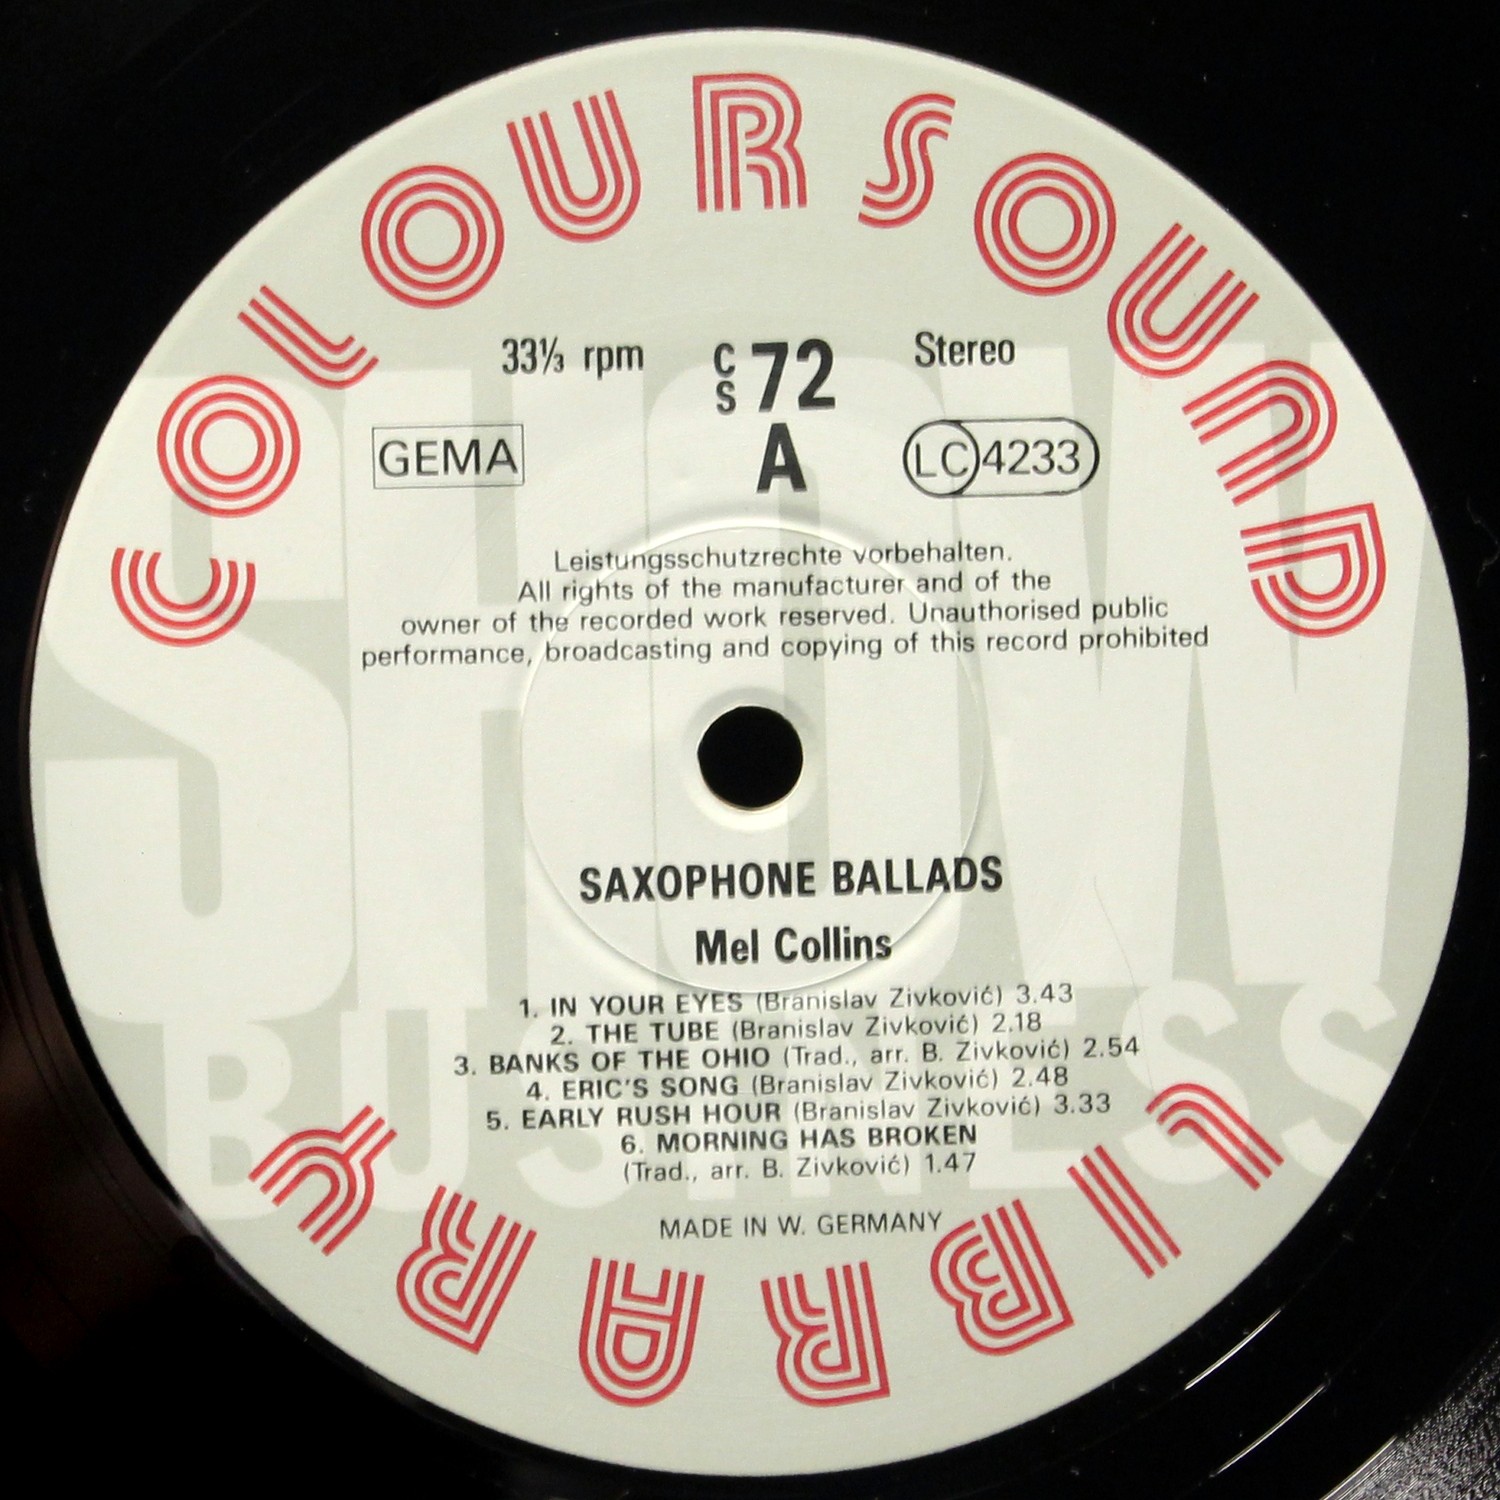 COLOURSOUND
33⅓ rpm
CS 72
Stereo
GEMA
A
LC 4233
Leistungsschutzrechte vorbehalten.
All rights of the manufacturer and of the
owner of the recorded work reserved. Unauthorised public
performance, broadcasting and copying of this record prohibited
SHOW
SAXOPHONE BALLADS
Mel Collins
1. IN YOUR EYES (Branislav Zivković) 3.43
2. THE TUBE (Branislav Zivković) 2.18
3. BANKS OF THE OHIO (Trad., arr. B. Zivković) 2.54
4. ERIC'S SONG (Branislav Zivković) 2.48
5. EARLY RUSH HOUR (Branislav Zivković) 3.33
6. MORNING HAS BROKEN
(Trad., arr. B. Zivković) 1.47
BUSINESS
MADE IN W. GERMANY
LIBRARY